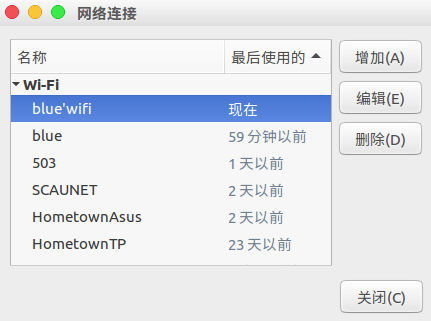 网络连接
名称 最后使用的
增加(A)
Wi-Fi
blue'wifi 现在
编辑(E)
blue 59 分钟以前
删除(D)
503 1 天以前
SCAUNET 2 天以前
HometownAsus 2 天以前
HometownTP 23 天以前
关闭(C)